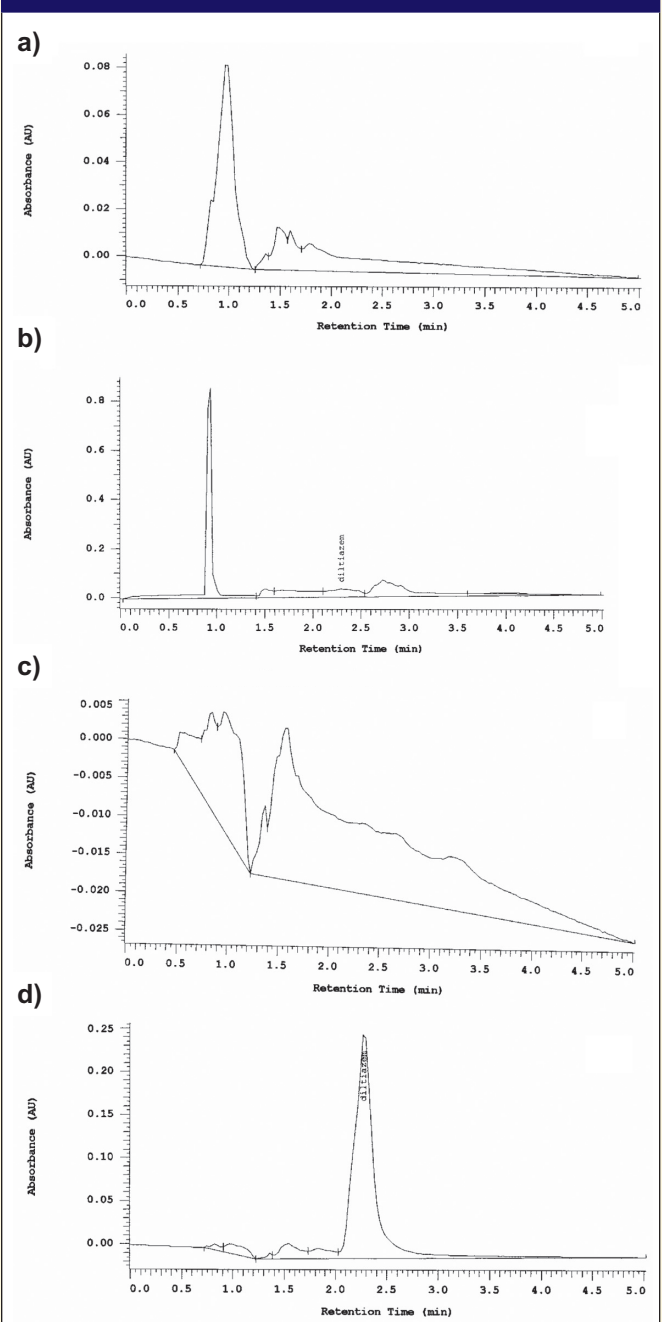 a)
Absorbance (AU)
0.08
0.06
0.04
0.02
0.00
0.0 0.5 1.0 1.5 2.0 2.5 3.0 3.5 4.0 4.5 5.0
Retention Time (min)
b)
Absorbance (AU)
0.8
0.6
0.4
0.2
0.0
diltiazem
0.0 0.5 1.0 1.5 2.0 2.5 3.0 3.5 4.0 4.5 5.0
Retention Time (min)
c)
Absorbance (AU)
0.005
0.000
-0.005
-0.010
-0.015
-0.020
-0.025
0.0 0.5 1.0 1.5 2.0 2.5 3.0 3.5 4.0 4.5 5.0
Retention Time (min)
d)
Absorbance (AU)
0.25
0.20
0.15
0.10
0.05
0.00
diltiazem
0.0 0.5 1.0 1.5 2.0 2.5 3.0 3.5 4.0 4.5 5.0
Retention Time (min)